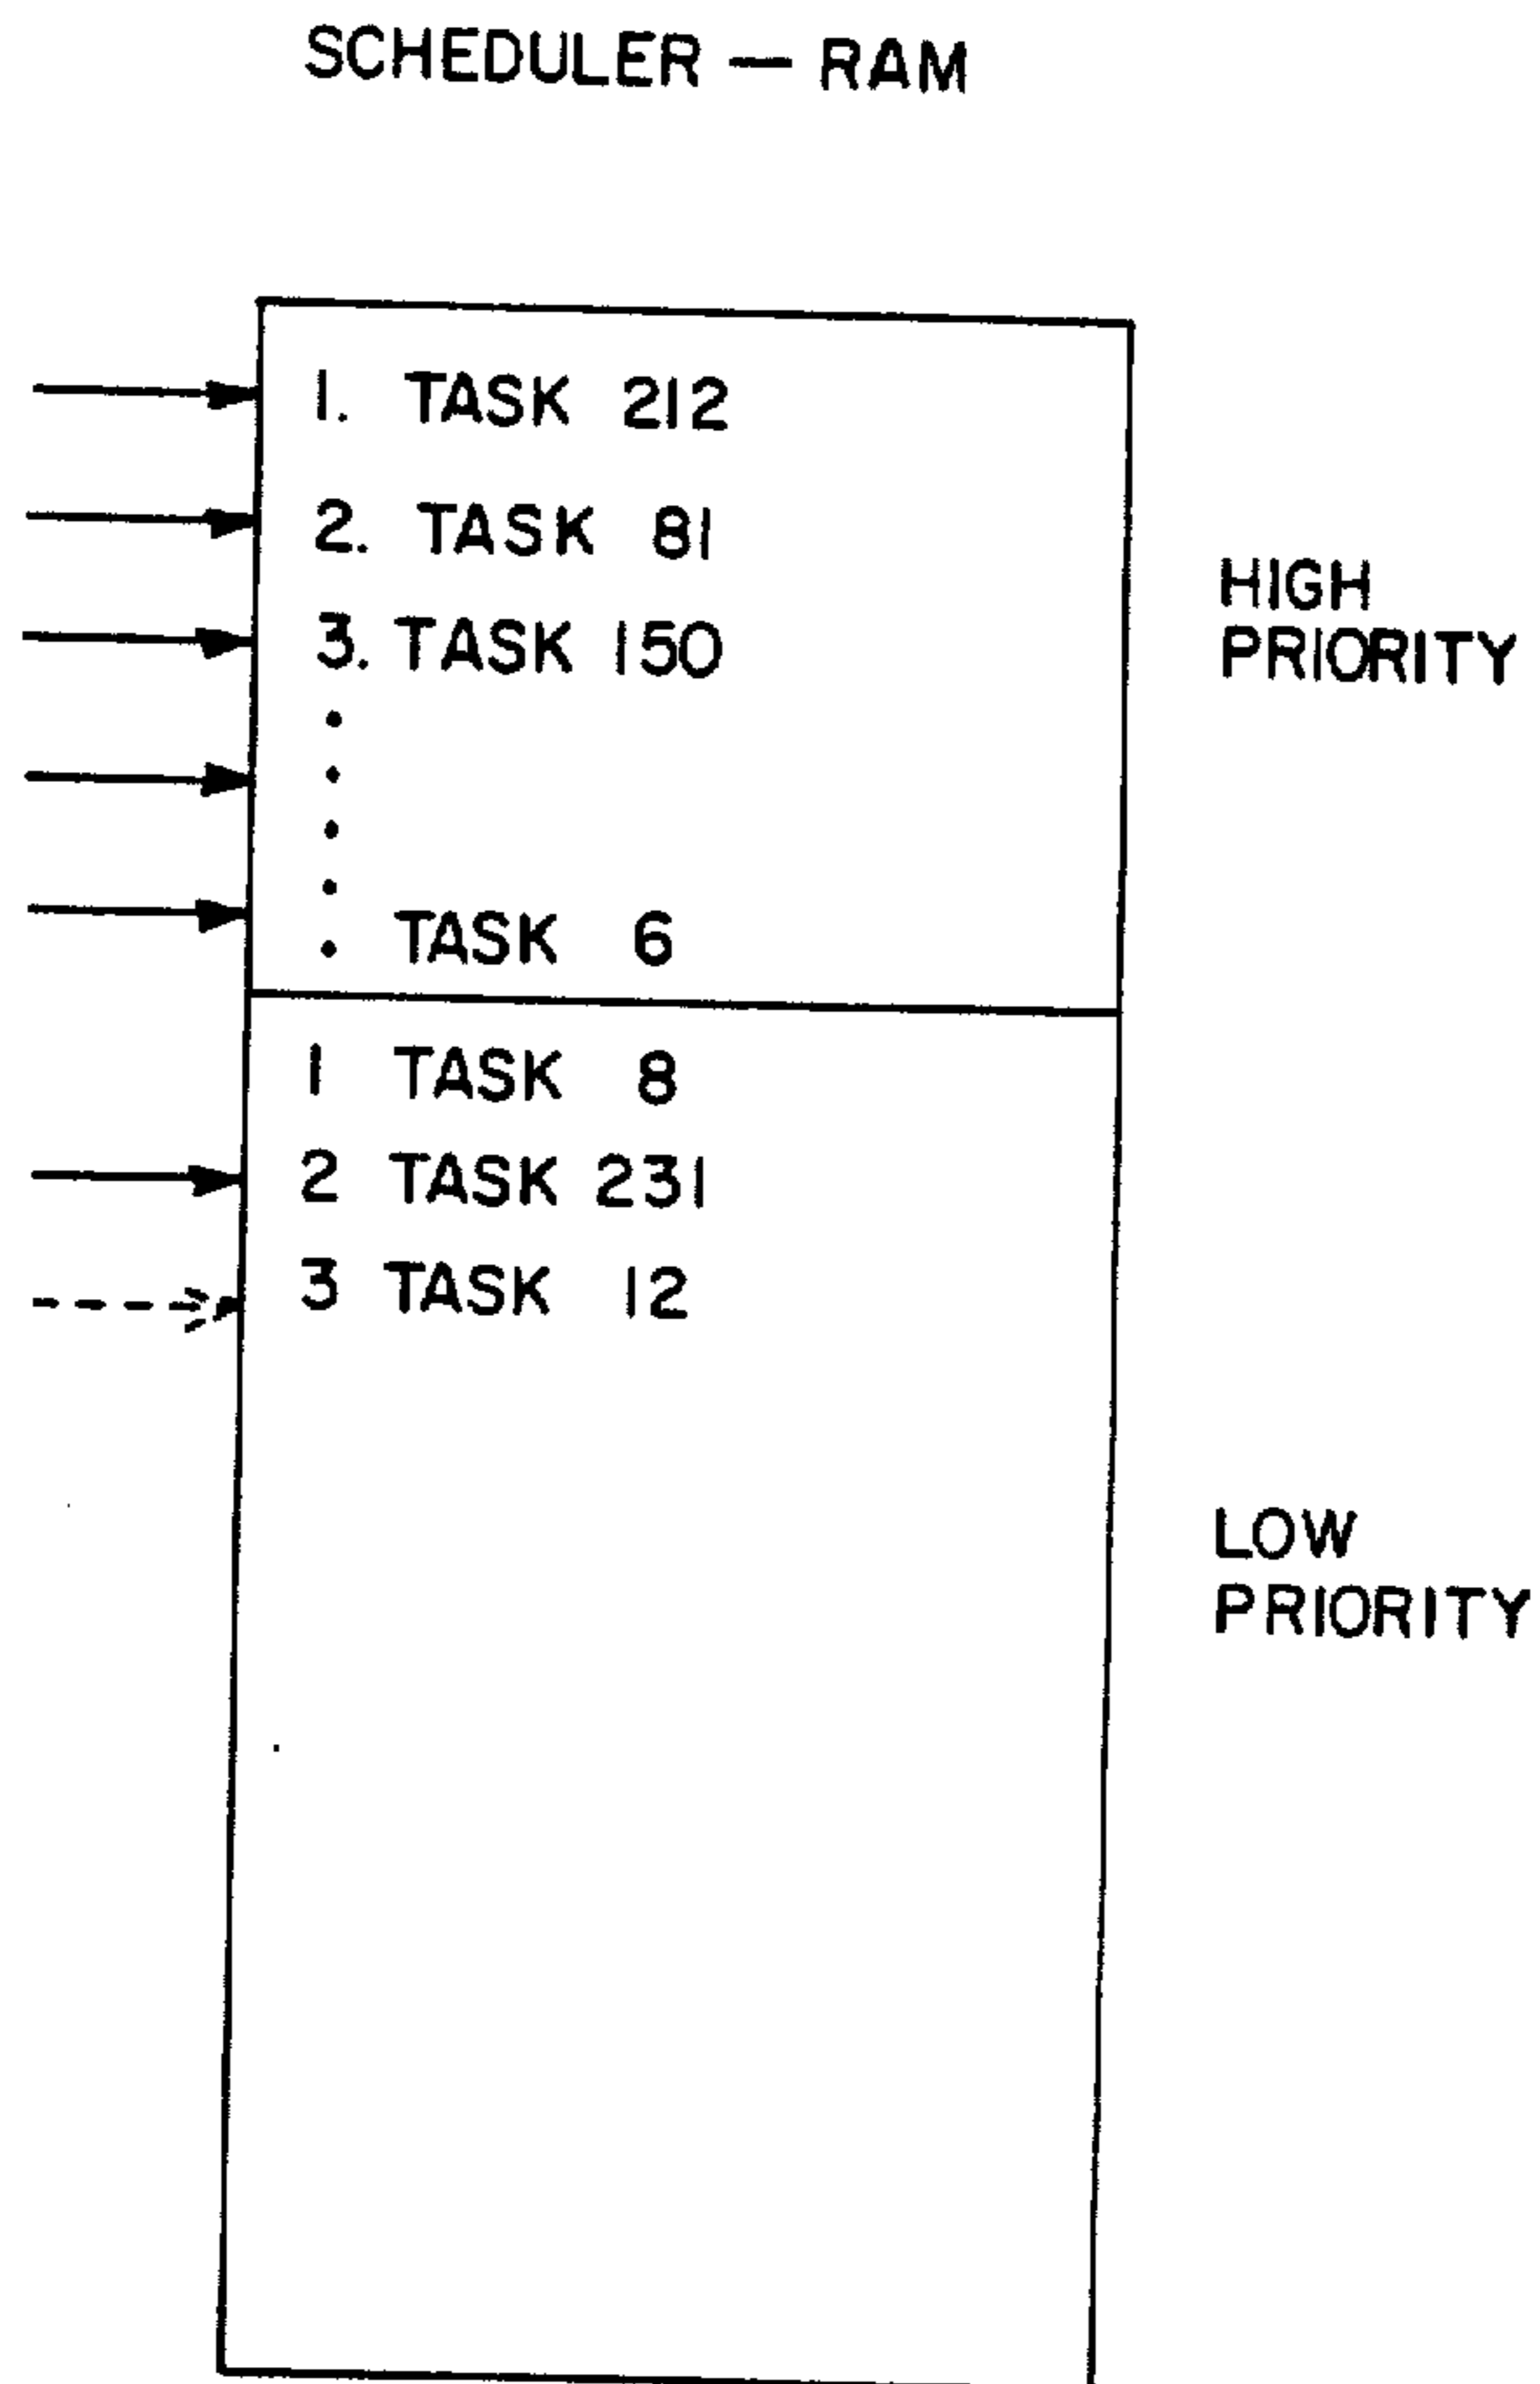 SCHEDULER — RAM
1. TASK 212
2. TASK 81
3. TASK 150
TASK 6
HIGH
PRIORITY
1 TASK 8
2 TASK 231
3 TASK 12
LOW
PRIORITY